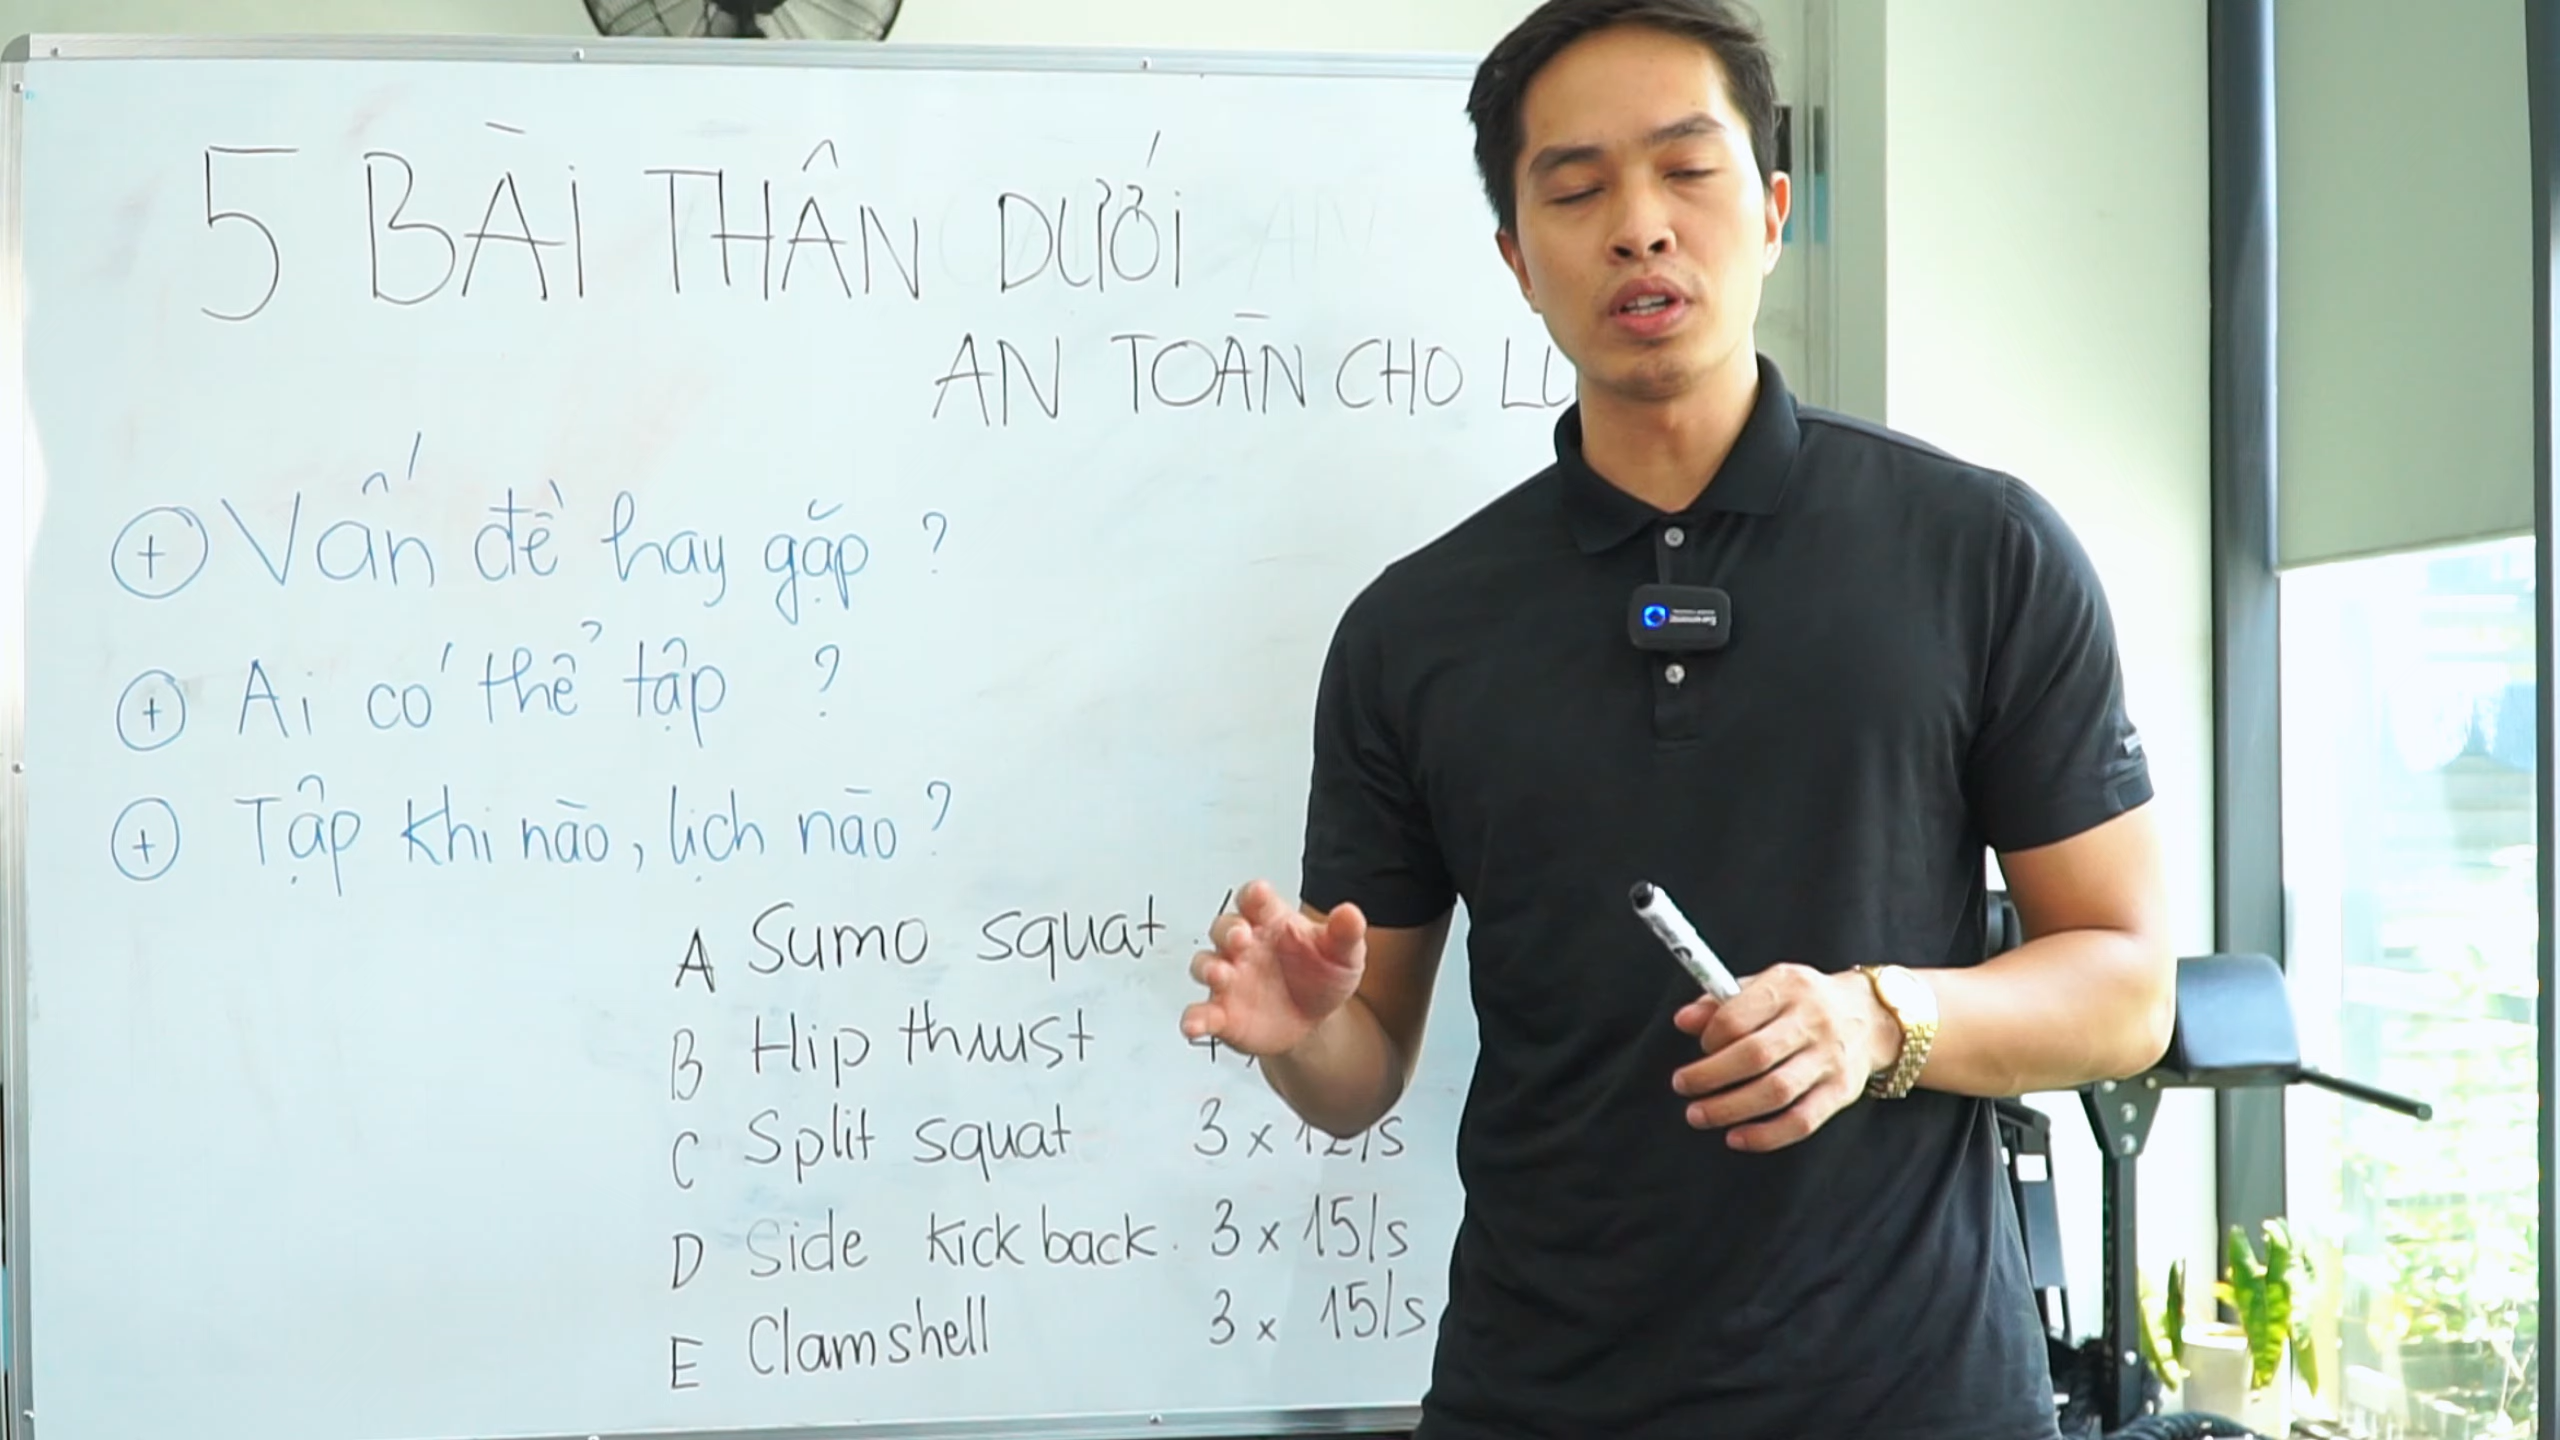 5 BÀI THÂN DƯỚI
AN TOÀN CHO
+ Vấn đề hay gặp ?
+ Ai có thể tập ?
+ Tập khi nào, lịch nào ?
A Sumo squat
B Hip thrust
C Split squat 3 x 12/s
D Side kick back. 3 x 15/s
E Clamshell 3 x 15/s